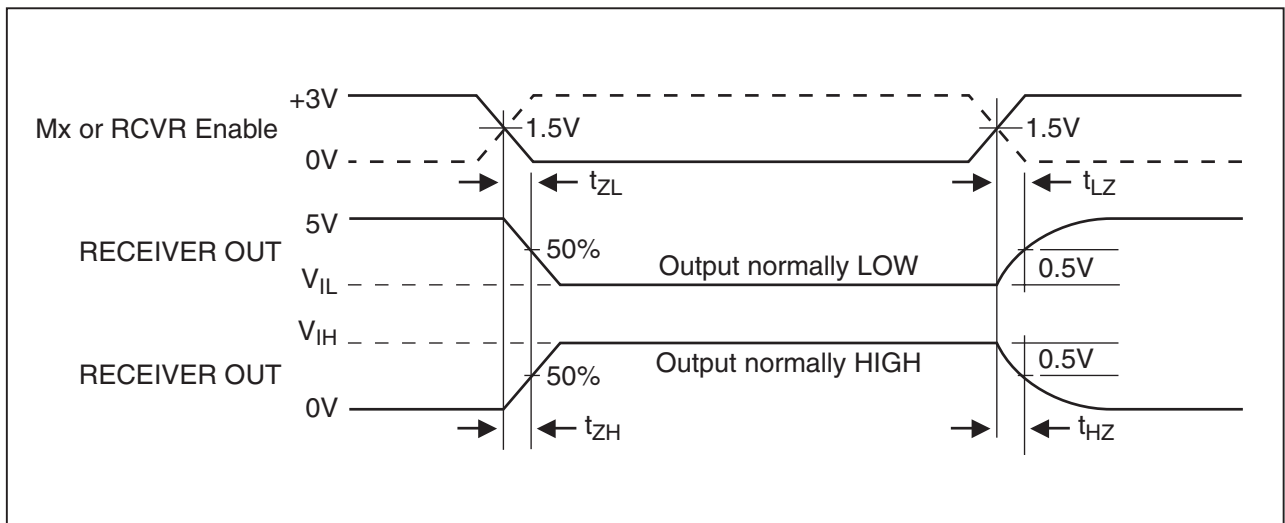 +3V
Mx or RCVR Enable
1.5V
1.5V
0V
tZL
tLZ
5V
RECEIVER OUT
50%
Output normally LOW
0.5V
VIL
VIH
Output normally HIGH
0.5V
RECEIVER OUT
50%
0V
tZH
tHZ